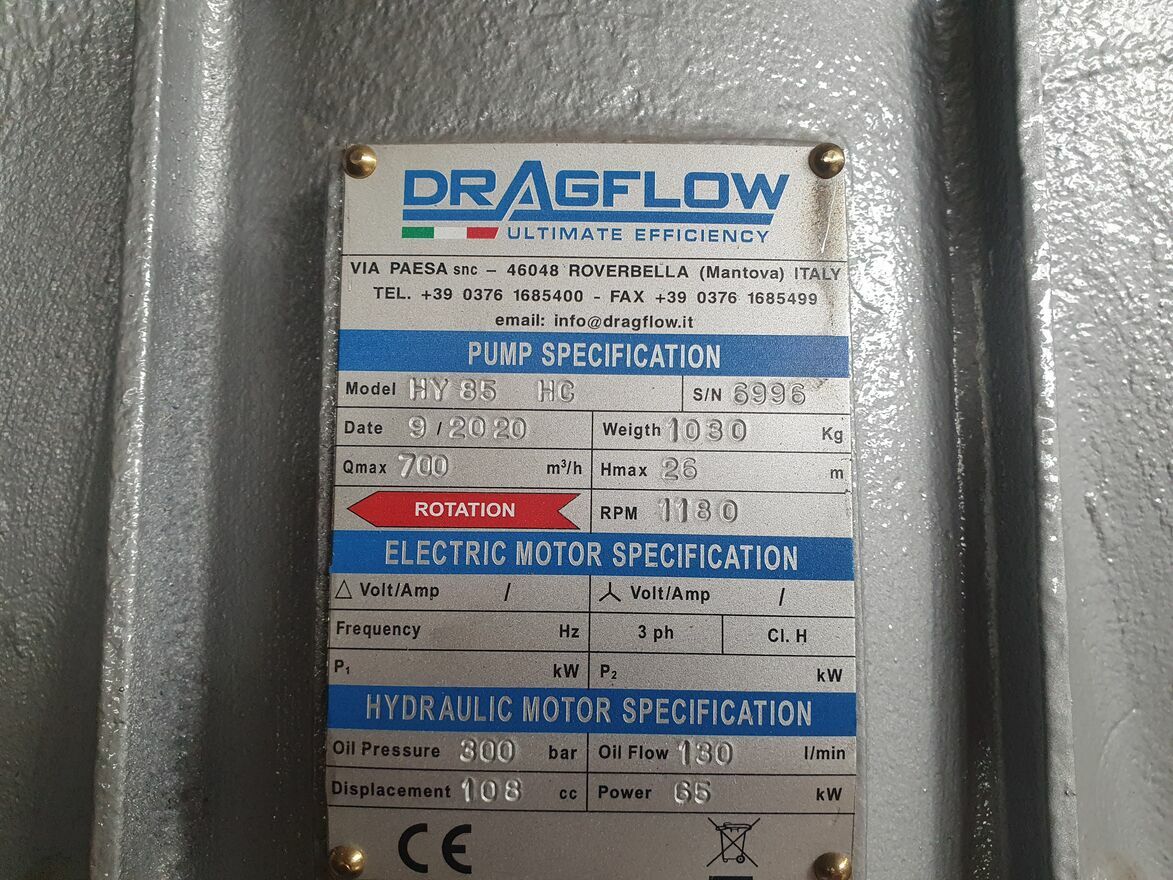 DRAGFLOW
ULTIMATE EFFICIENCY
VIA PAESA snc – 46048 ROVERBELLA (Mantova) ITALY
TEL. +39 0376 1685400 - FAX +39 0376 1685499
email: info@dragflow.it
PUMP SPECIFICATION
Model HY 85 HC S/N 6996
Date 9 / 2020 Weigth 1030 Kg
Qmax 700 m³/h Hmax 26 m
ROTATION RPM 1180
ELECTRIC MOTOR SPECIFICATION
△ Volt/Amp / ⅄ Volt/Amp /
Frequency Hz 3 ph Cl. H
P₁ kW P₂ kW
HYDRAULIC MOTOR SPECIFICATION
Oil Pressure 300 bar Oil Flow 130 l/min
Displacement 108 cc Power 65 kW
CE